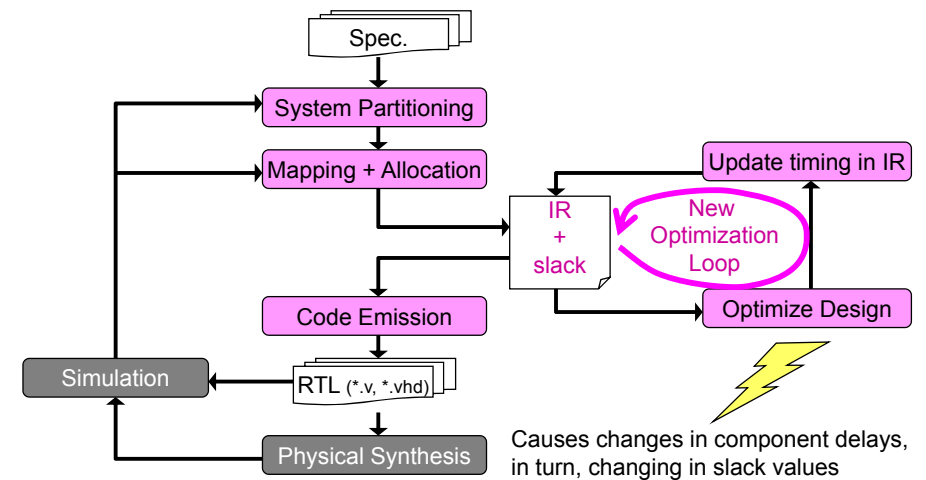 Spec.
System Partitioning
Mapping + Allocation
Update timing in IR
IR
+
slack
New
Optimization
Loop
Code Emission
Optimize Design
Simulation
RTL (*.v, *.vhd)
Physical Synthesis
Causes changes in component delays,
in turn, changing in slack values